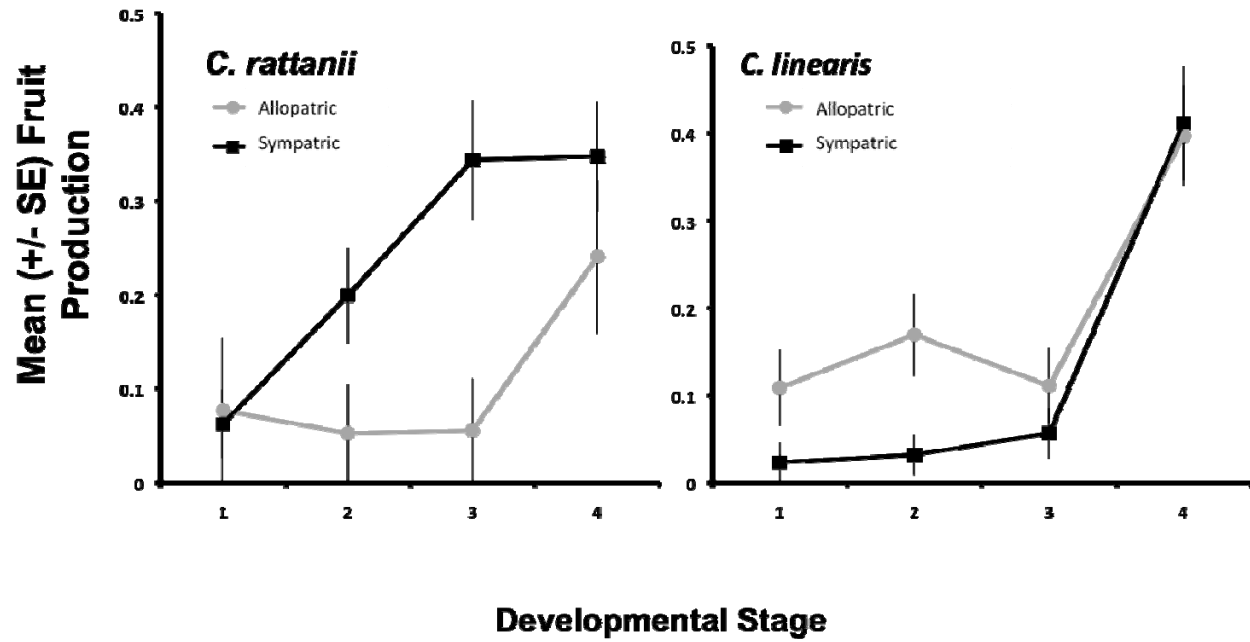 Mean (+/- SE) Fruit
Production
0.5
0.4
0.3
0.2
0.1
0
C. rattanii
Allopatric
Sympatric
1 2 3 4
0.5
0.4
0.3
0.2
0.1
0
C. linearis
Allopatric
Sympatric
1 2 3 4
Developmental Stage